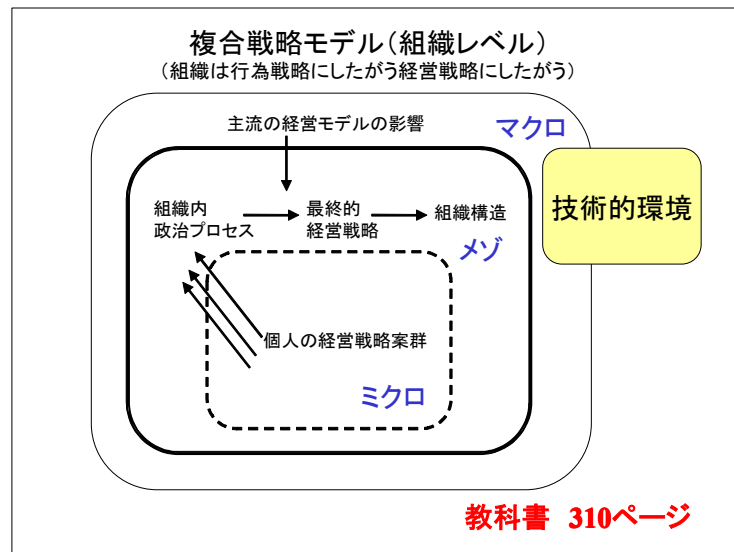 複合戦略モデル（組織レベル）
（組織は行為戦略にしたがう経営戦略にしたがう）
主流の経営モデルの影響
マクロ
技術的環境
組織内
政治プロセス
最終的
経営戦略
組織構造
メゾ
個人の経営戦略案群
ミクロ
教科書 310ページ